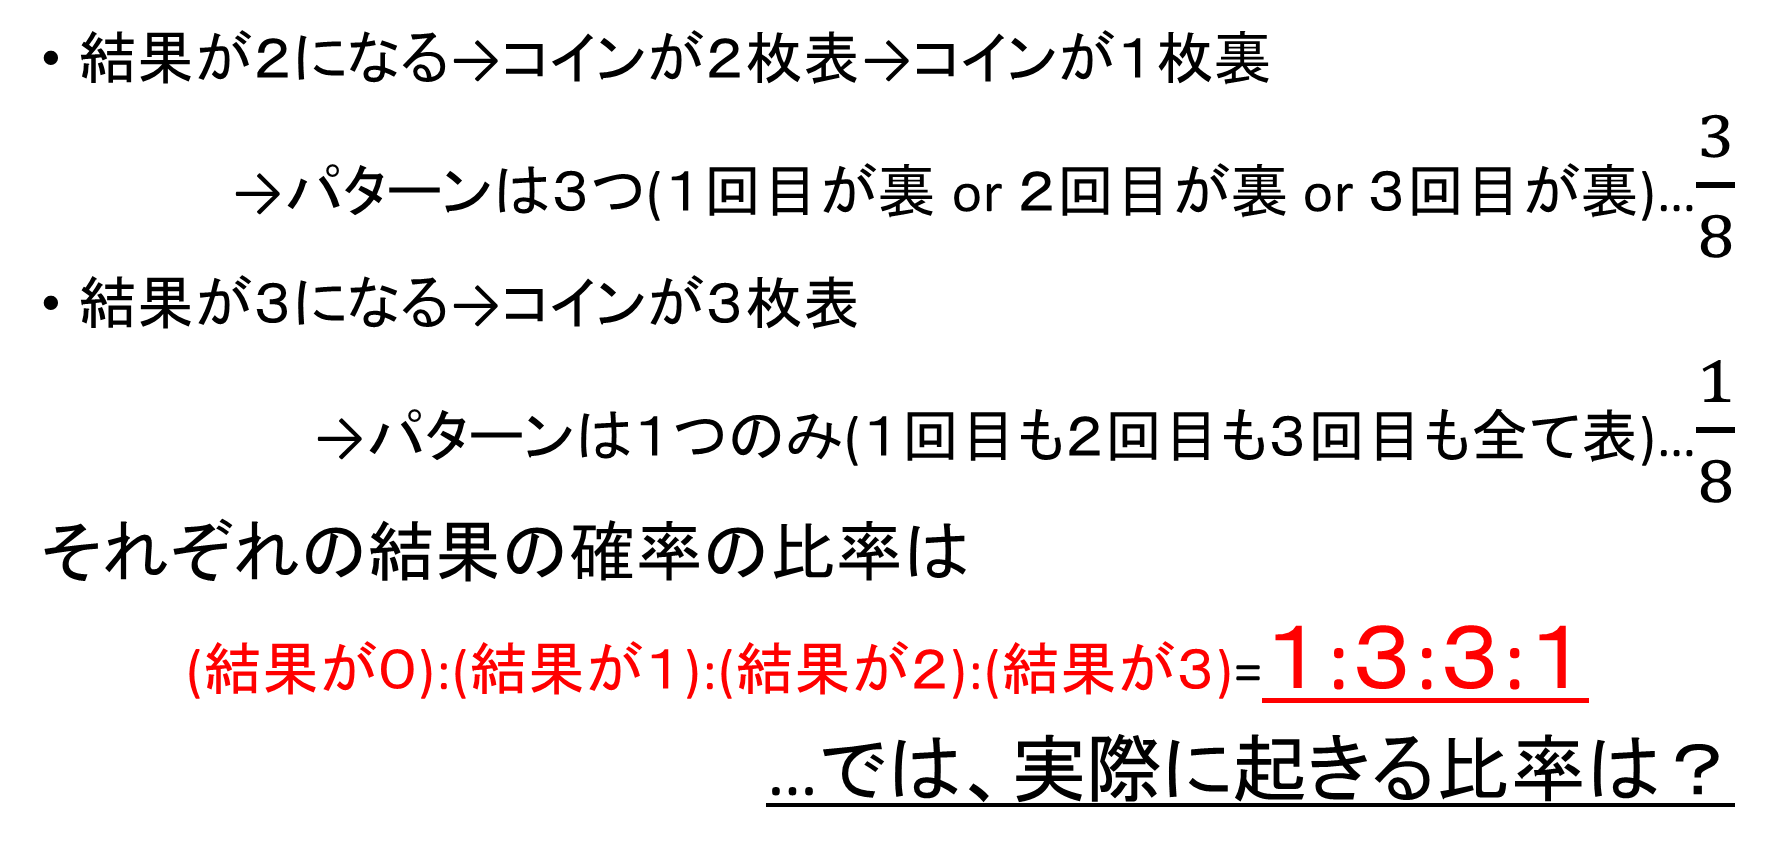 • 結果が２になる→コインが２枚表→コインが１枚裏
→パターンは３つ(１回目が裏 or ２回目が裏 or ３回目が裏)…3/8
• 結果が３になる→コインが３枚表
→パターンは１つのみ(１回目も２回目も３回目も全て表)…1/8
それぞれの結果の確率の比率は
(結果が０):(結果が１):(結果が２):(結果が３)=１:３:３:１
…では、実際に起きる比率は？